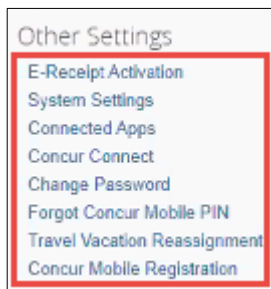 Other Settings
E-Receipt Activation
System Settings
Connected Apps
Concur Connect
Change Password
Forgot Concur Mobile PIN
Travel Vacation Reassignment
Concur Mobile Registration